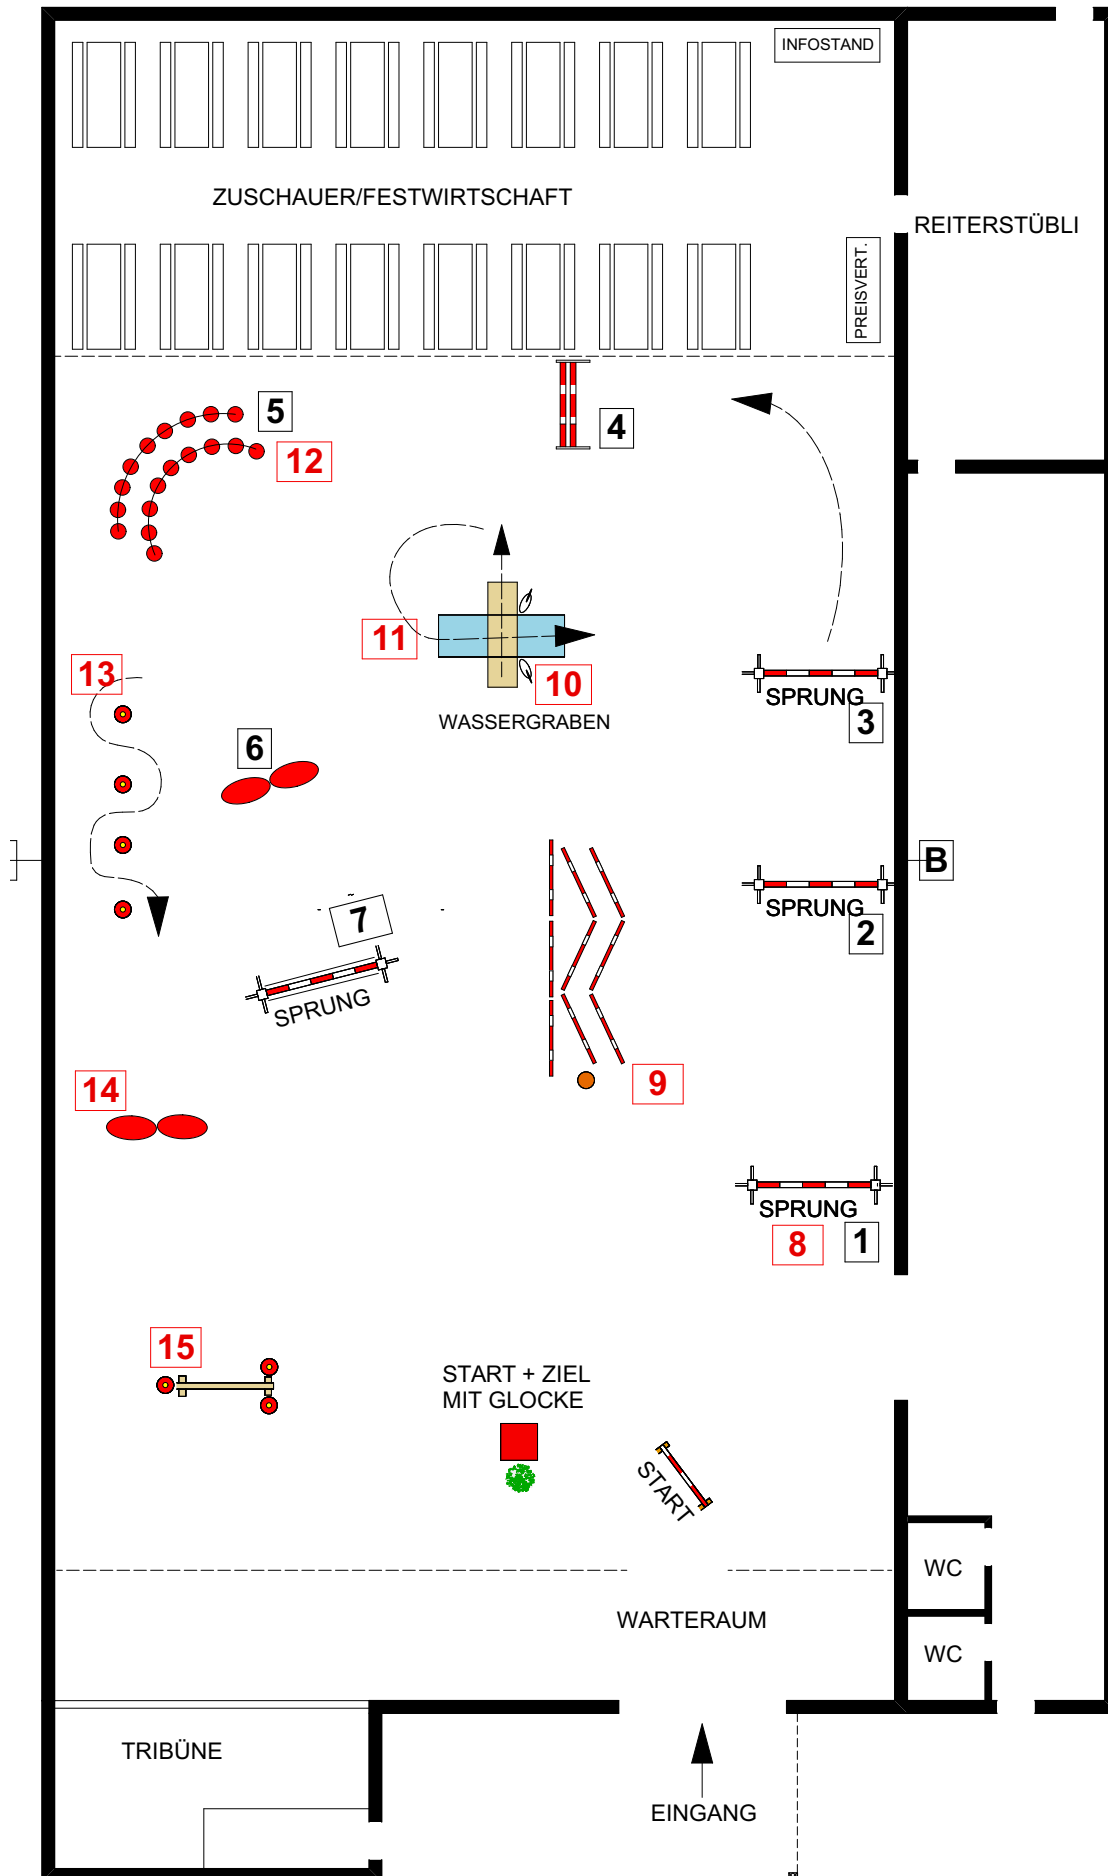 INFOSTAND
ZUSCHAUER/FESTWIRTSCHAFT
REITERSTÜBLI
PREISVERT.
5
4
12
11
10
13
WASSERGRABEN
SPRUNG
3
6
B
SPRUNG
2
7
SPRUNG
14
9
SPRUNG
8
1
15
START + ZIEL
MIT GLOCKE
START
WC
WARTERAUM
WC
TRIBÜNE
EINGANG